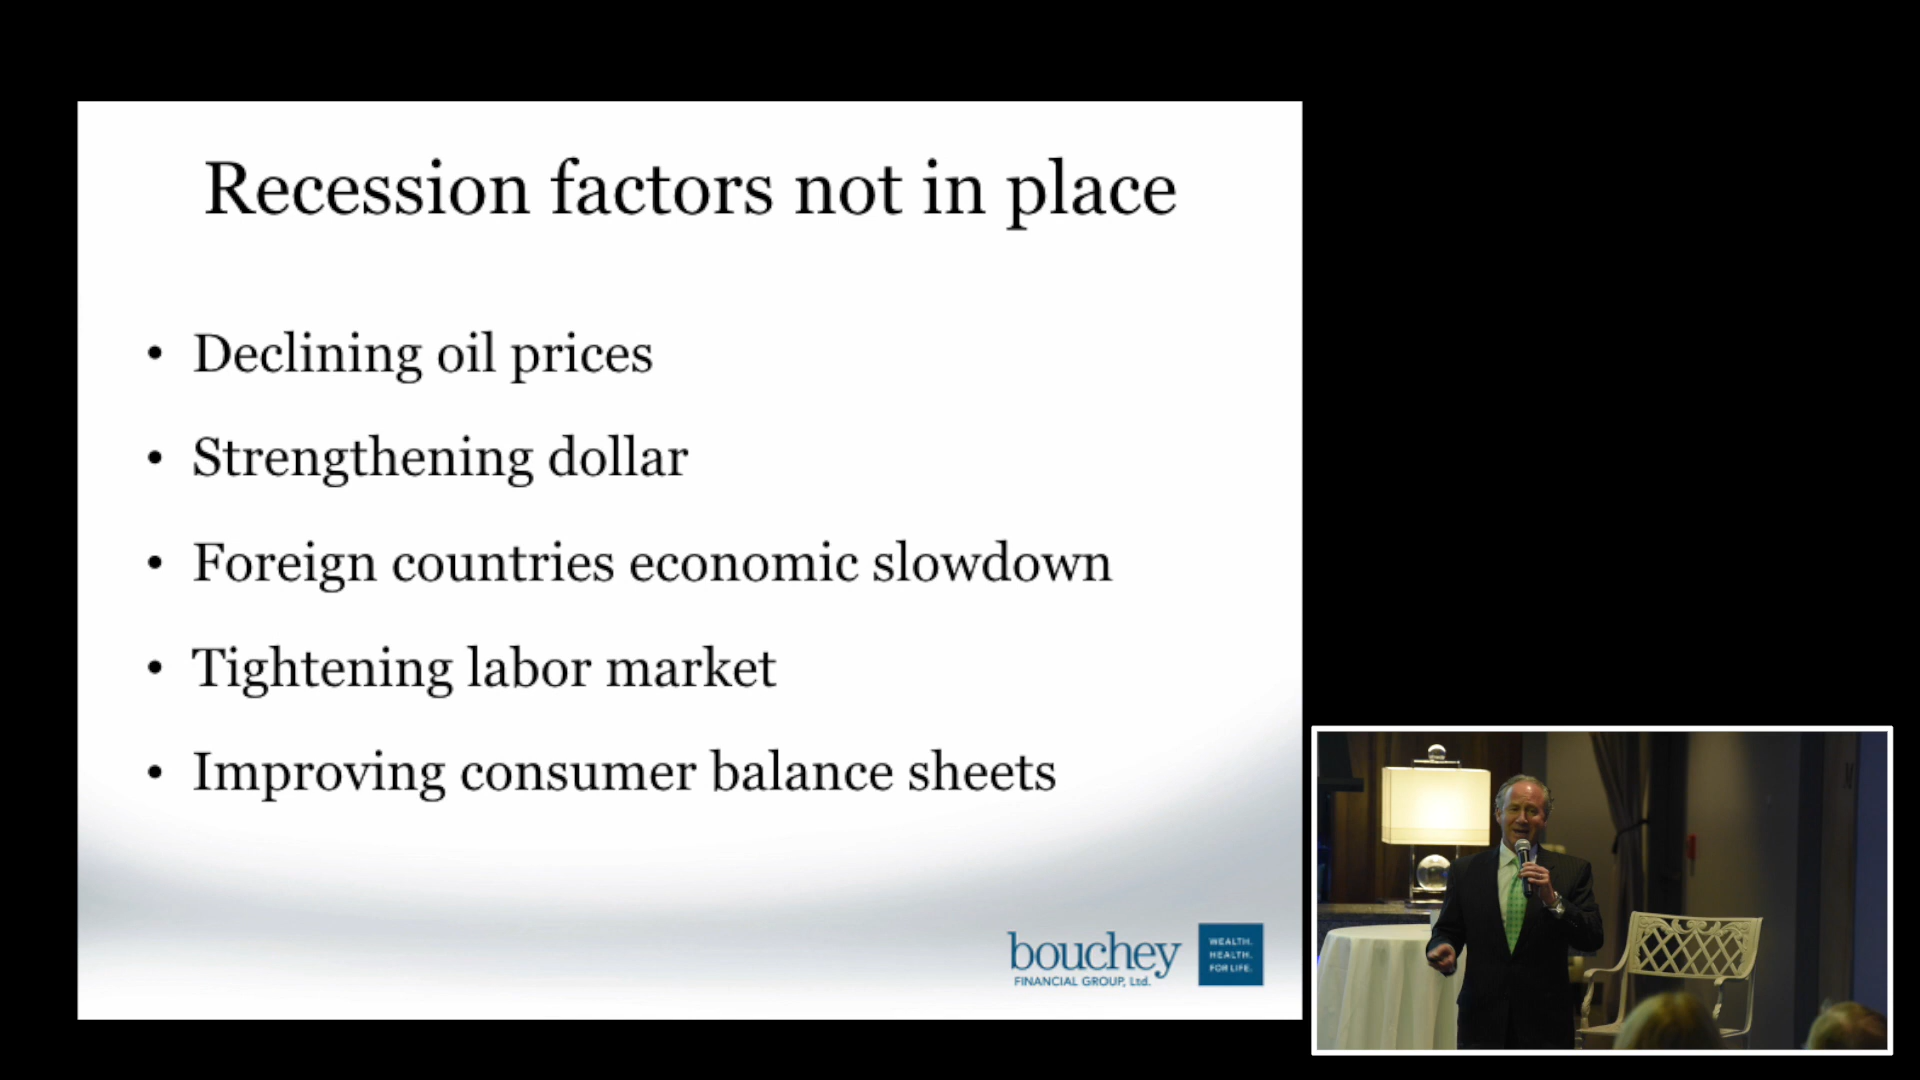 Recession factors not in place
• Declining oil prices
• Strengthening dollar
• Foreign countries economic slowdown
• Tightening labor market
• Improving consumer balance sheets
bouchey
FINANCIAL GROUP, Ltd.
WEALTH.
HEALTH.
FOR LIFE.